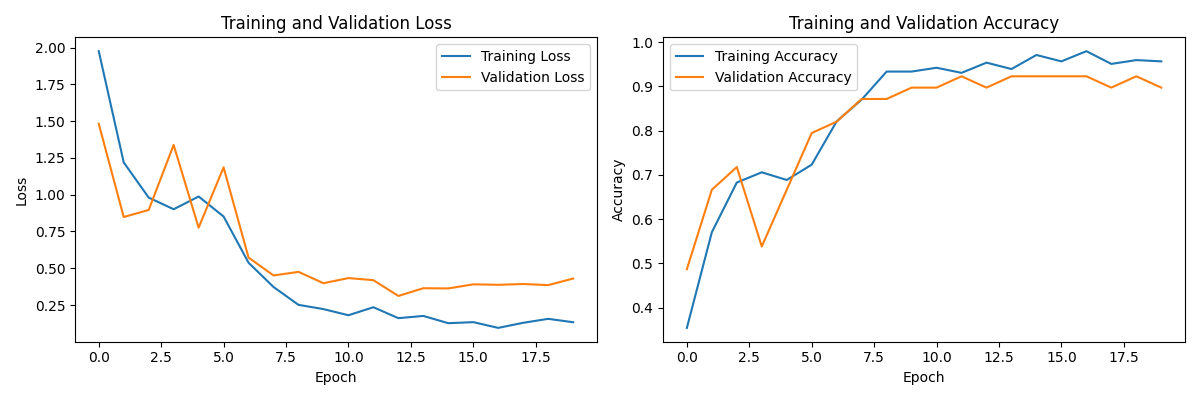 Training and Validation Loss
2.00
1.75
1.50
1.25
1.00
0.75
0.50
0.25
Loss
Training Loss
Validation Loss
0.0 2.5 5.0 7.5 10.0 12.5 15.0 17.5
Epoch
Training and Validation Accuracy
1.0
0.9
0.8
0.7
0.6
0.5
0.4
Accuracy
Training Accuracy
Validation Accuracy
0.0 2.5 5.0 7.5 10.0 12.5 15.0 17.5
Epoch